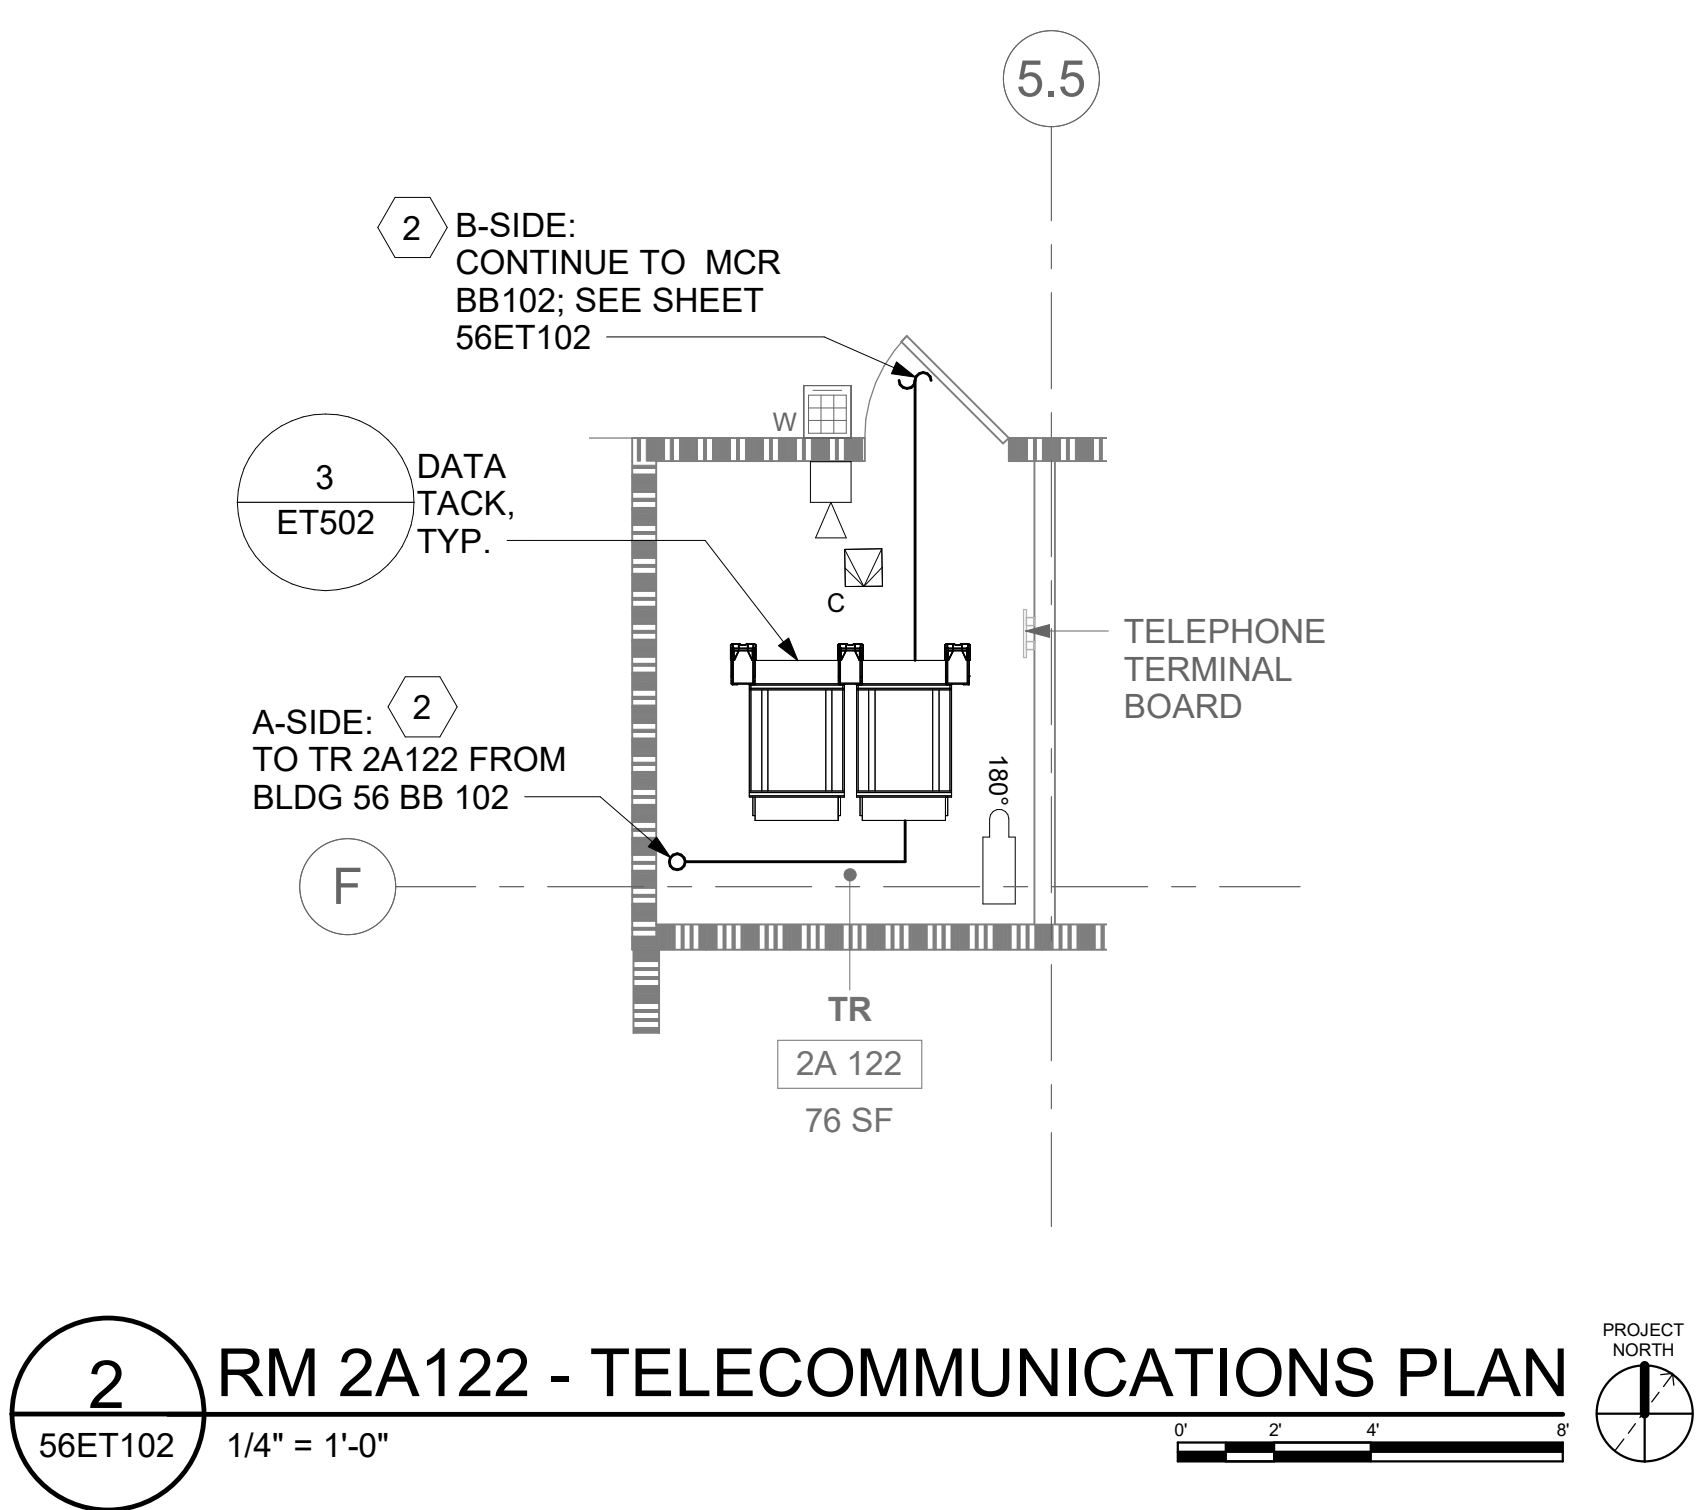 5.5
2
B-SIDE:
CONTINUE TO MCR
BB102; SEE SHEET
56ET102
W
3
ET502
DATA
TACK,
TYP.
C
TELEPHONE
TERMINAL
BOARD
2
A-SIDE:
TO TR 2A122 FROM
BLDG 56 BB 102
180°
F
TR
2A 122
76 SF
2
56ET102
RM 2A122 - TELECOMMUNICATIONS PLAN
1/4" = 1'-0"
0' 2' 4' 8'
PROJECT
NORTH